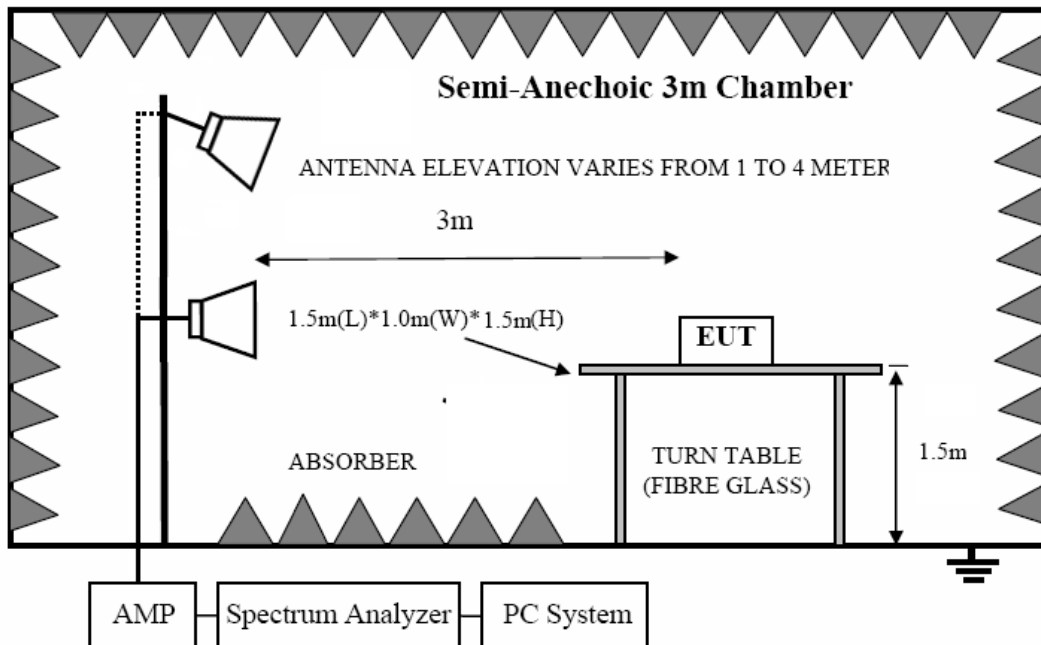 Semi-Anechoic 3m Chamber
ANTENNA ELEVATION VARIES FROM 1 TO 4 METER
3m
1.5m(L)*1.0m(W)*1.5m(H)
EUT
ABSORBER
TURN TABLE
(FIBRE GLASS)
1.5m
AMP
Spectrum Analyzer
PC System